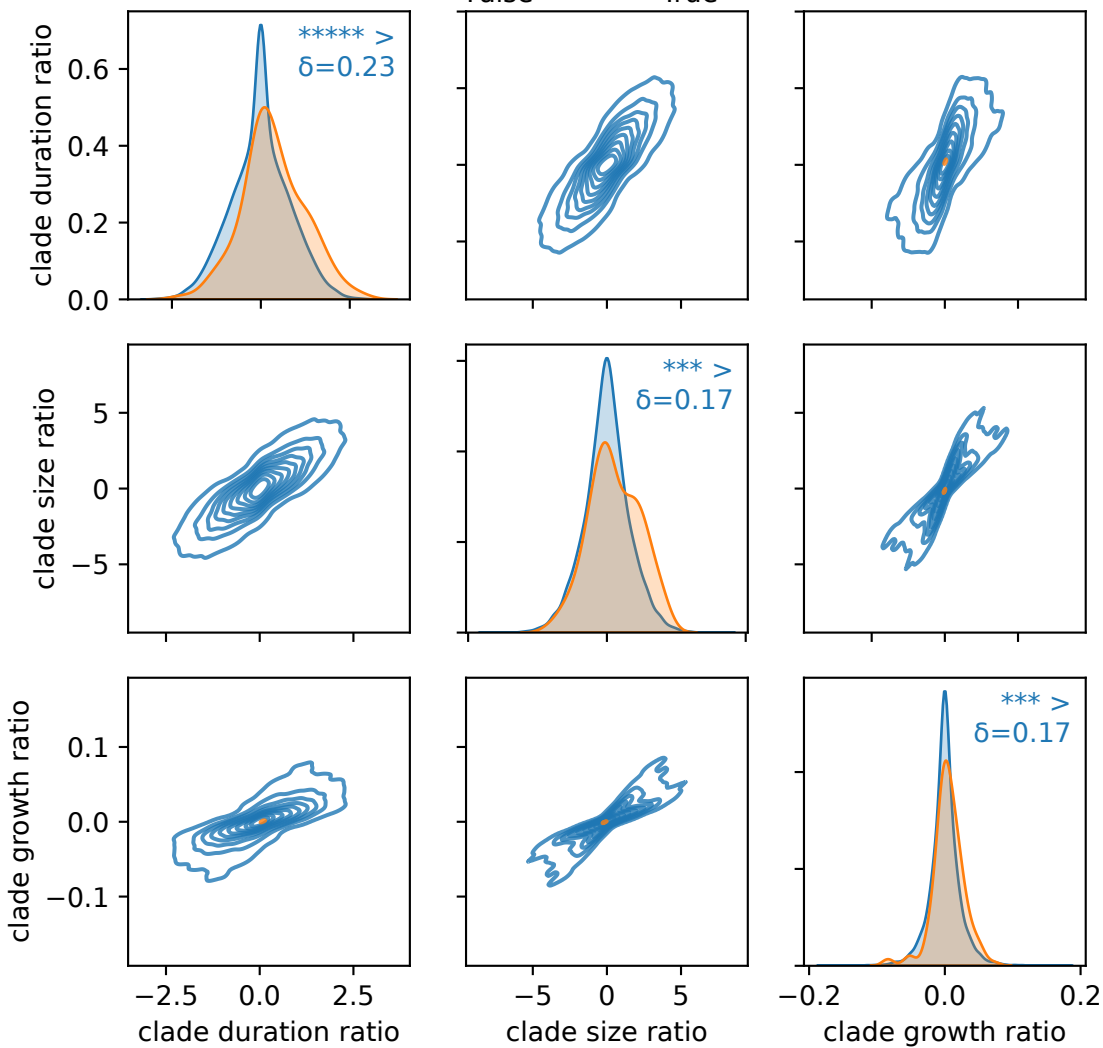 clade duration ratio
0.6
0.4
0.2
0.0
***** >
δ=0.23
clade size ratio
5
0
−5
*** >
δ=0.17
clade growth ratio
0.1
0.0
−0.1
*** >
δ=0.17
−2.5 0.0 2.5
−5 0 5
−0.2 0.0 0.2
clade duration ratio
clade size ratio
clade growth ratio